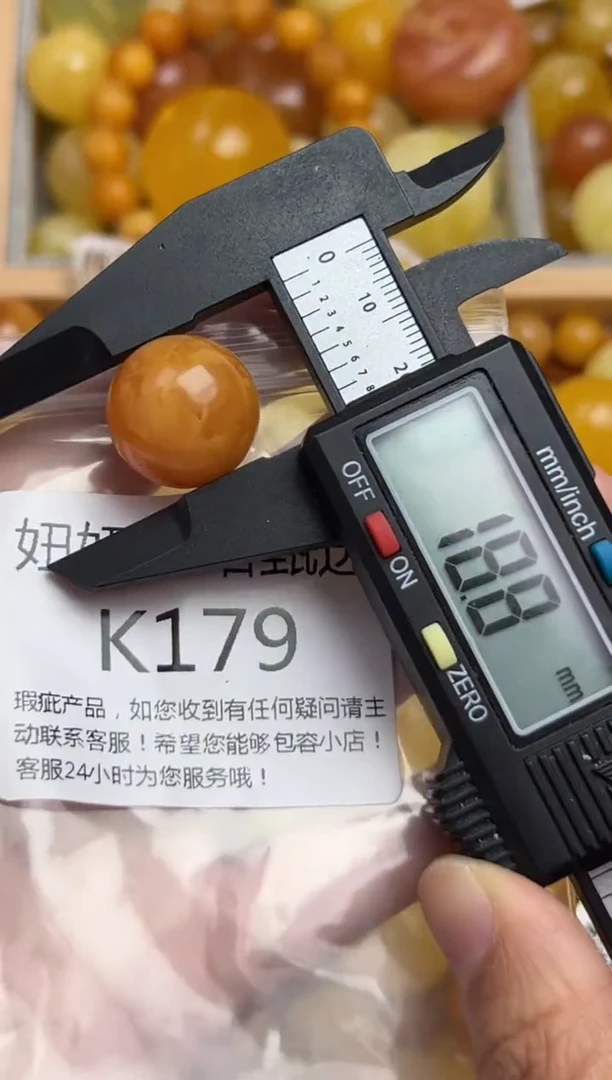 0
10
1
2
3
4
5
6
7
8
OFF
ON
ZERO
mm/inch
18.8
mm
妞
K179
瑕疵产品，如您收到有任何疑问请主
动联系客服！希望您能够包容小店！
客服24小时为您服务哦！